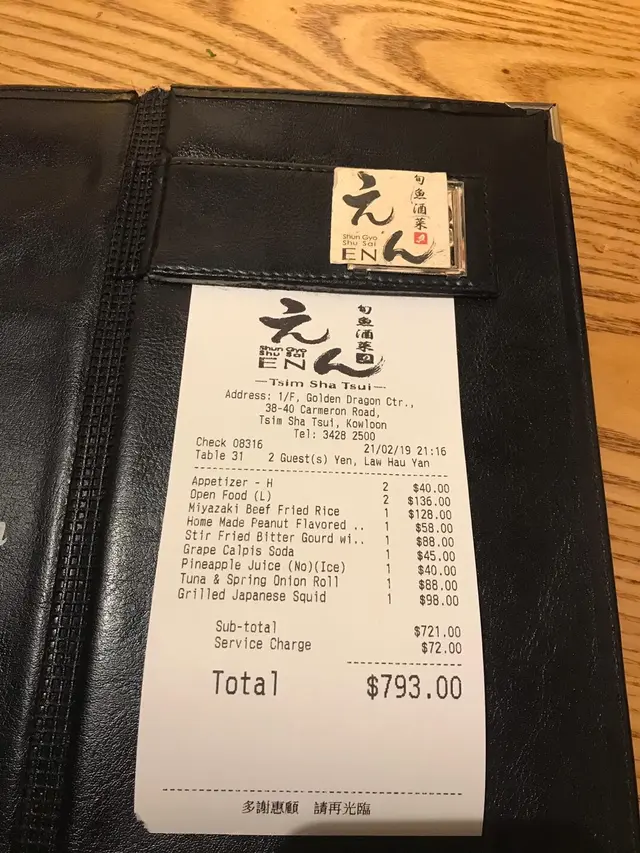 えん
旬魚酒菜
Shun Gyo
Shu Sai
EN
えん
旬魚酒菜
Shun Gyo
Shu Sai
EN
—Tsim Sha Tsui—
Address: 1/F, Golden Dragon Ctr.,
38-40 Carmeron Road,
Tsim Sha Tsui, Kowloon
Tel: 3428 2500
Check 08316 21/02/19 21:16
Table 31 2 Guest(s) Yen, Law Hau Yan
Appetizer - H 2 $40.00
Open Food (L) 2 $136.00
Miyazaki Beef Fried Rice 1 $128.00
Home Made Peanut Flavored .. 1 $58.00
Stir Fried Bitter Gourd wi.. 1 $88.00
Grape Calpis Soda 1 $45.00
Pineapple Juice (No)(Ice) 1 $40.00
Tuna & Spring Onion Roll 1 $88.00
Grilled Japanese Squid 1 $98.00
Sub-total $721.00
Service Charge $72.00
Total $793.00
多謝惠顧 請再光臨